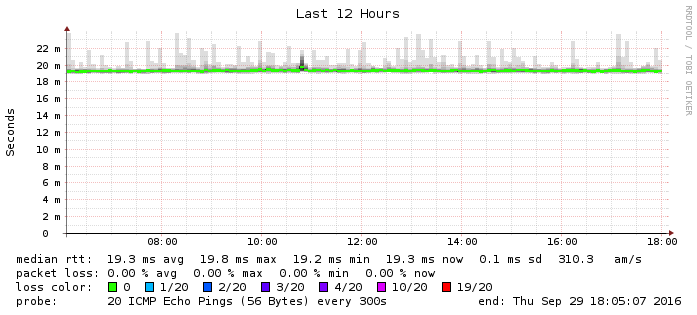 Last 12 Hours
RRDTOOL / TOBI OETIKER
Seconds
22 m
20 m
18 m
16 m
14 m
12 m
10 m
8 m
6 m
4 m
2 m
0
08:00 10:00 12:00 14:00 16:00 18:00
median rtt: 19.3 ms avg 19.8 ms max 19.2 ms min 19.3 ms now 0.1 ms sd 310.3 am/s
packet loss: 0.00 % avg 0.00 % max 0.00 % min 0.00 % now
loss color: 0 1/20 2/20 3/20 4/20 10/20 19/20
probe: 20 ICMP Echo Pings (56 Bytes) every 300s end: Thu Sep 29 18:05:07 2016